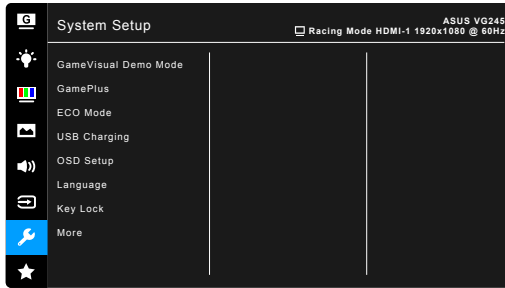 G
System Setup
ASUS VG245
Racing Mode HDMI-1 1920x1080 @ 60Hz
GameVisual Demo Mode
GamePlus
ECO Mode
USB Charging
OSD Setup
Language
Key Lock
More